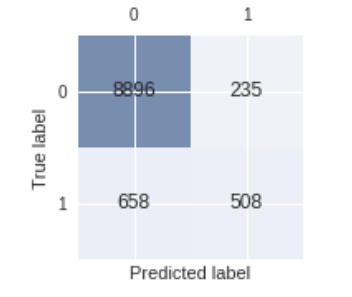 0 1
True label
0 8896 235
1 658 508
Predicted label